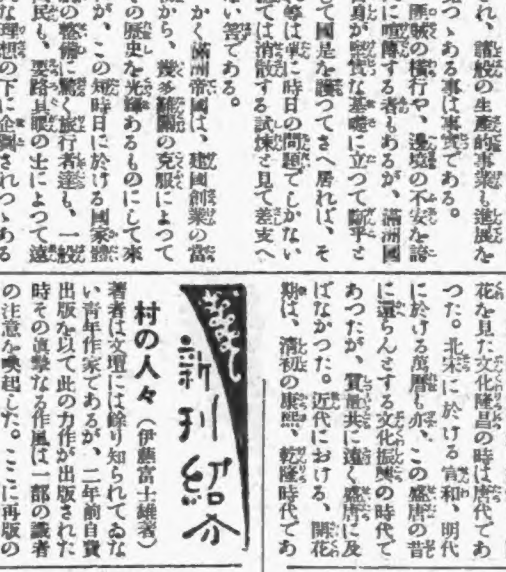 され、諸般の生産的事業も進展を
見つゝある事は事實である。
匪賊の横行や、邊境の不安を誇
に喧傳する者もあるが、滿洲國
身が堅實な基礎に立つて斷乎と
して國是を護つてさへ居れば、そ
等は單に時日の問題でしかない
ては消散する試煉と見て差支へ
ない筈である。
かく滿洲帝國は、建國創業の當
から、幾多難關の克服によつて
その歴史を光輝あるものにして來
が、この短時日に於ける國家
の整備に驚く旅行者達も、一般
民も、要路具眼の士によつて遠
な理想の下に企圖されつゝある
花を見た文化隆昌の時は唐代であ
つた。北宋に於ける宣和、明代
に於ける萬曆も亦、この盛唐の昔
に還らんとする文化振興の時代で
あつたが、質量共に遠く盛唐に及
ばなかつた。近代における、開花
期は、清初の康熙、乾隆時代であ
新刊紹介
村の人々（伊藤富士雄著）
著者は文壇には餘り知られてゐな
い青年作家であるが、二年前自費
出版を以て此の力作が出版された
時その眞摯なる作風は一部の識者
の注意を喚起した。ここに再版の